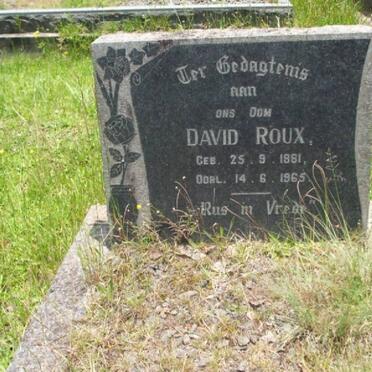 Ter Gedagtenis
aan
ONS OOM
DAVID ROUX,
GEB. 25.9.1881,
OORL. 14.6.1965
Rus in Vrede